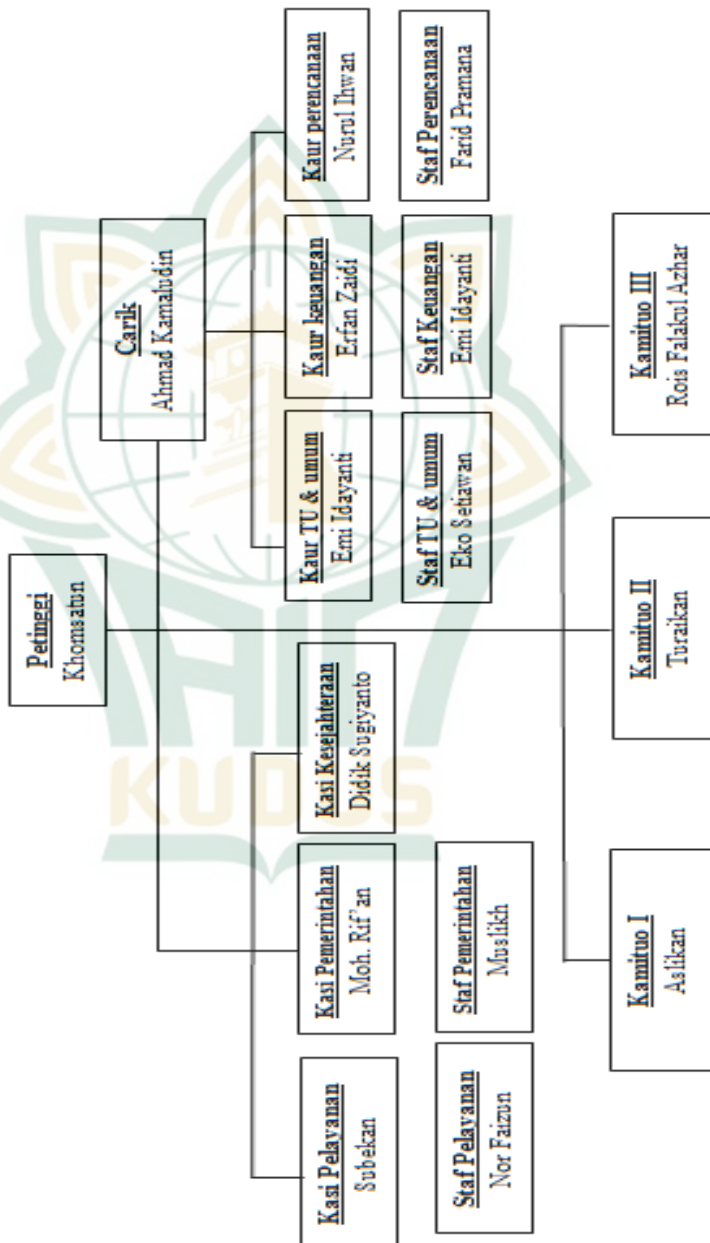 Petinggi
Khomsatun
Carik
Ahmad Kamaludin
Kasi Pelayanan
Subekan
Kasi Pemerintahan
Moh. Rif'an
Kasi Kesejahteraan
Didik Sugiyanto
Kaur TU & umum
Emi Idayanti
Kaur keuangan
Erfan Zaidi
Kaur perencanaan
Nurul Ihwan
Staf Pelayanan
Nor Faizun
Staf Pemerintahan
Muslikh
Staf TU & umum
Eko Setiawan
Staf Keuangan
Emi Idayanti
Staf Perencanaan
Farid Pramana
Kamituo I
Aslikan
Kamituo II
Turaikan
Kamituo III
Rois Falakul Azhar
IAIN
KUDUS